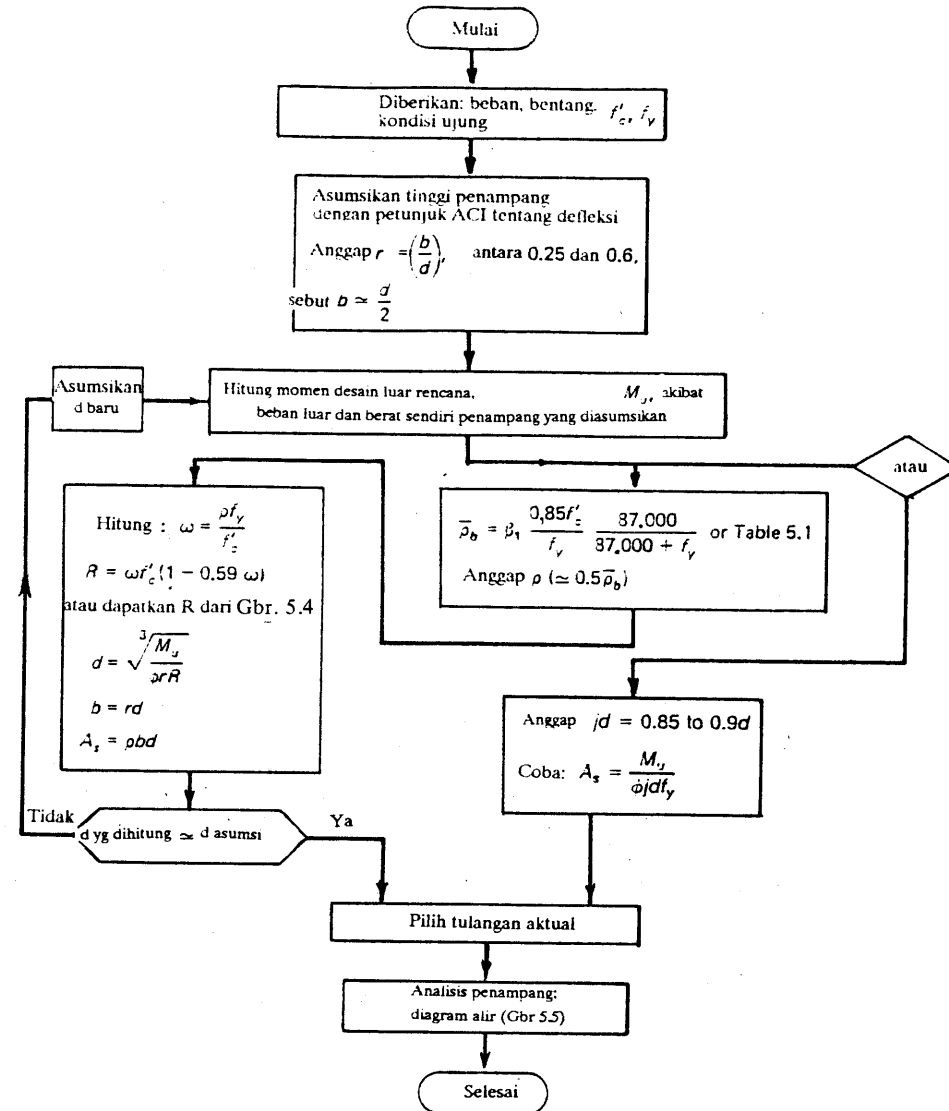 Mulai
Diberikan: beban, bentang. f'c, fy
kondisi ujung
Asumsikan tinggi penampang
dengan petunjuk ACI tentang defleksi
Anggap r = (b/d), antara 0.25 dan 0.6,
sebut b ≃ d/2
Asumsikan
d baru
Hitung momen desain luar rencana, Mu, akibat
beban luar dan berat sendiri penampang yang diasumsikan
atau
ρ̅b = β1 0,85f'c/fy 87.000/87.000 + fy or Table 5.1
Anggap ρ (≃ 0.5ρ̅b)
Hitung : ω = ρfy/f'c
R = ωf'c(1 − 0.59 ω)
atau dapatkan R dari Gbr. 5.4
d = ∛(Mu/φrR)
b = rd
As = ρbd
Anggap jd = 0.85 to 0.9d
Coba: As = Mu/φjdfy
Tidak
d yg dihitung ≃ d asumsi
Ya
Pilih tulangan aktual
Analisis penampang:
diagram alir (Gbr 5.5)
Selesai